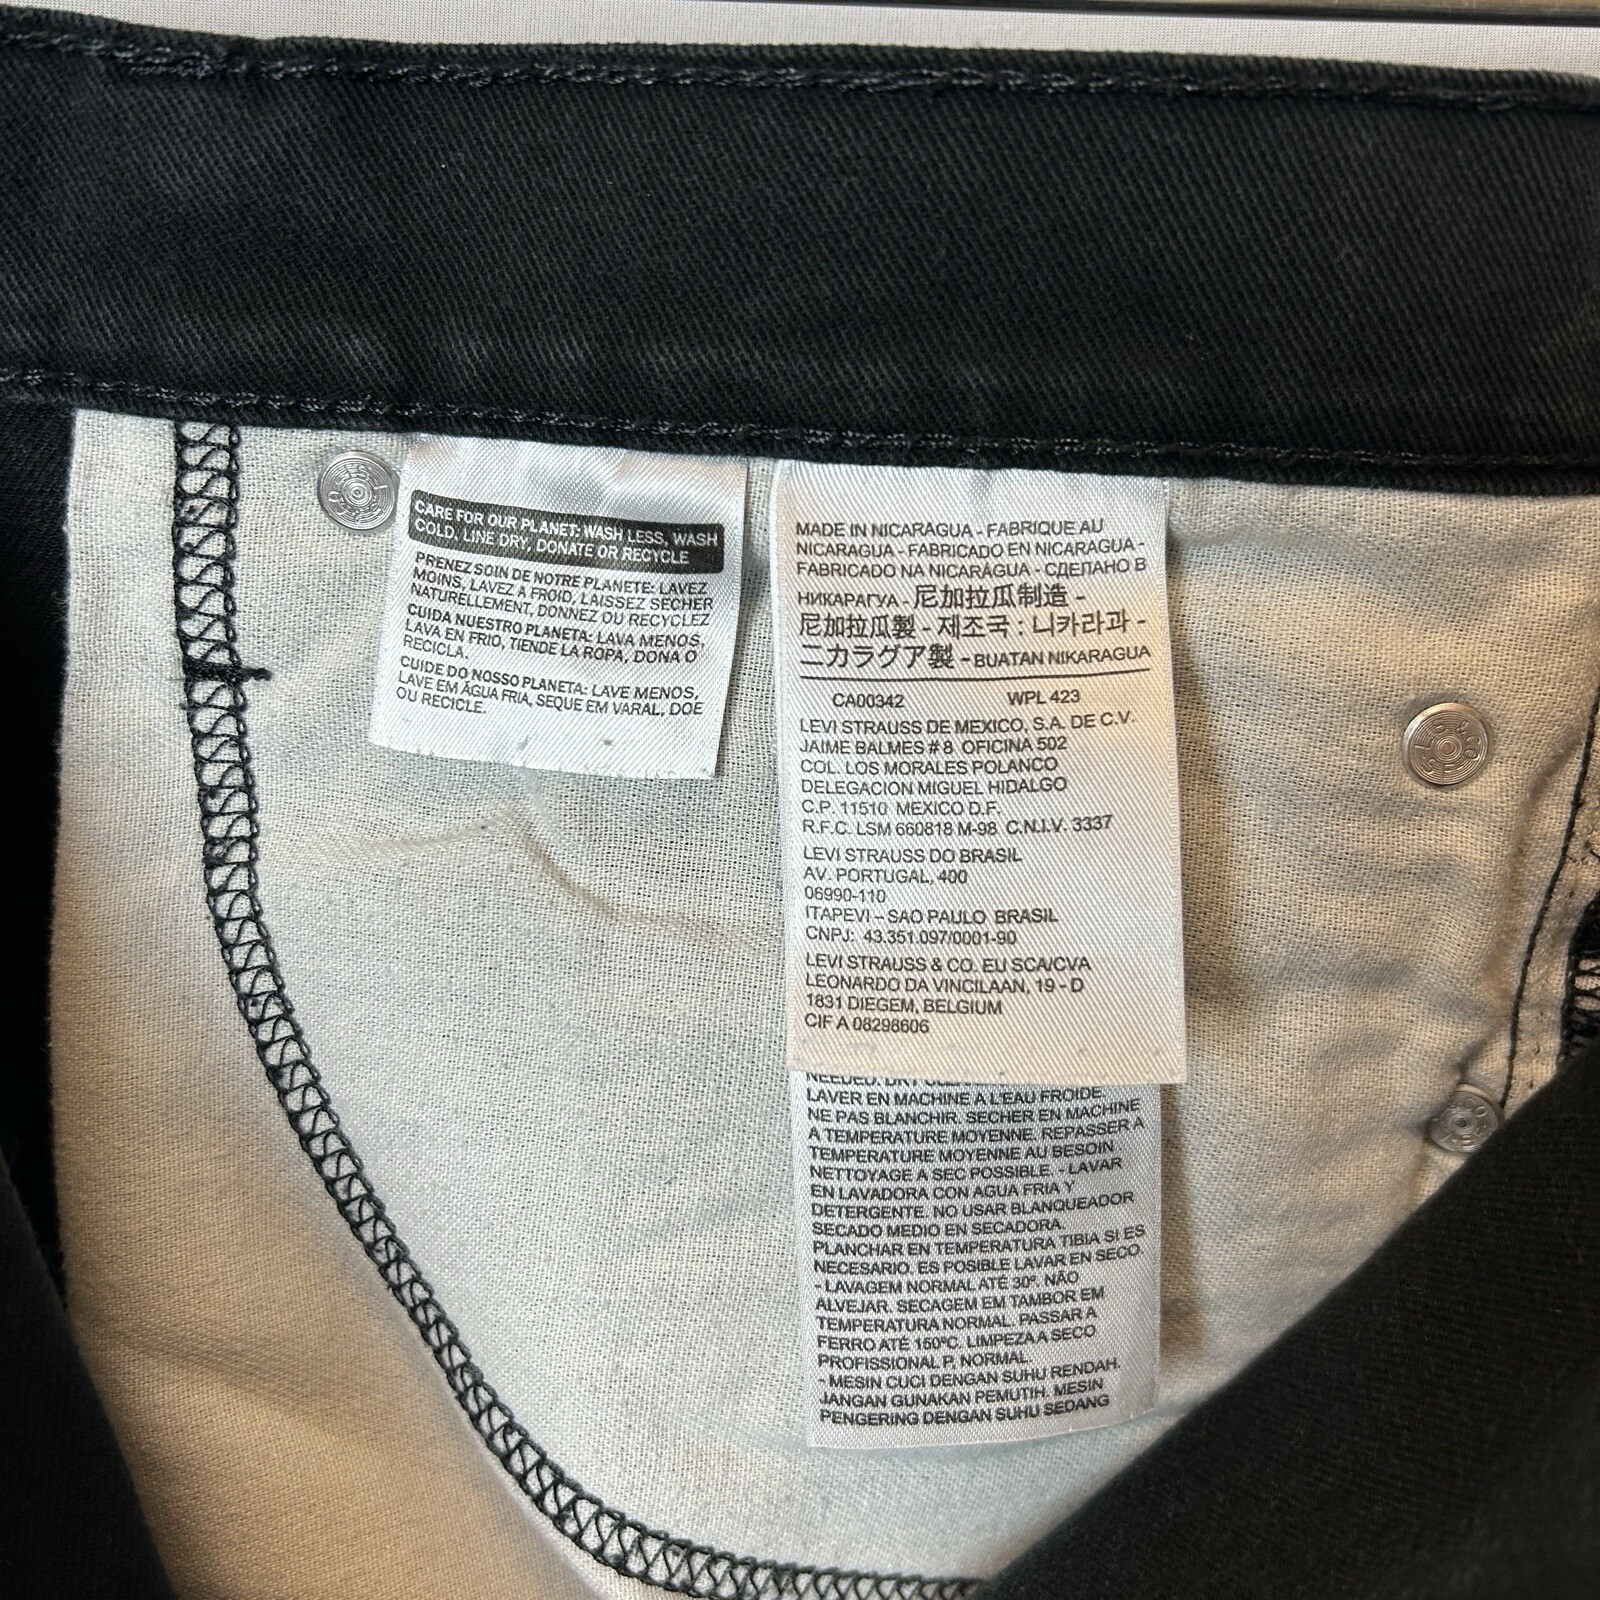 CARE FOR OUR PLANET: WASH LESS, WASH
COLD, LINE DRY, DONATE OR RECYCLE
PRENEZ SOIN DE NOTRE PLANETE: LAVEZ
MOINS, LAVEZ A FROID, LAISSEZ SECHER
NATURELLEMENT, DONNEZ OU RECYCLEZ
CUIDA NUESTRO PLANETA: LAVA MENOS,
LAVA EN FRIO, TIENDE LA ROPA, DONA O
RECICLA.
CUIDE DO NOSSO PLANETA: LAVE MENOS,
LAVE EM ÁGUA FRIA, SEQUE EM VARAL, DOE
OU RECICLE.
MADE IN NICARAGUA - FABRIQUE AU
NICARAGUA - FABRICADO EN NICARAGUA -
FABRICADO NA NICARÁGUA - СДЕПАНО В
НИКАРАГУА - 尼加拉瓜制造 -
尼加拉瓜製 - 제조국 : 니카라과 -
ニカラグア製 - BUATAN NIKARAGUA
CA00342 WPL 423
LEVI STRAUSS DE MEXICO, S.A. DE C.V.
JAIME BALMES # 8 OFICINA 502
COL. LOS MORALES POLANCO
DELEGACION MIGUEL HIDALGO
C.P. 11510 MEXICO D.F.
R.F.C. LSM 660818 M-98 C.N.I.V. 3337
LEVI STRAUSS DO BRASIL
AV. PORTUGAL, 400
06990-110
ITAPEVI – SAO PAULO BRASIL
CNPJ: 43.351.097/0001-90
LEVI STRAUSS & CO. EU SCA/CVA
LEONARDO DA VINCILAAN, 19 - D
1831 DIEGEM, BELGIUM
CIF A 08298606
NEEDED. DRY
LAVER EN MACHINE A L'EAU FROIDE.
NE PAS BLANCHIR. SECHER EN MACHINE
A TEMPERATURE MOYENNE. REPASSER A
TEMPERATURE MOYENNE AU BESOIN
NETTOYAGE A SEC POSSIBLE. - LAVAR
EN LAVADORA CON AGUA FRIA Y
DETERGENTE. NO USAR BLANQUEADOR
SECADO MEDIO EN SECADORA.
PLANCHAR EN TEMPERATURA TIBIA SI ES
NECESARIO. ES POSIBLE LAVAR EN SECO.
- LAVAGEM NORMAL ATÉ 30º. NÃO
ALVEJAR. SECAGEM EM TAMBOR EM
TEMPERATURA NORMAL. PASSAR A
FERRO ATÉ 150ºC. LIMPEZA A SECO
PROFISSIONAL P, NORMAL.
- MESIN CUCI DENGAN SUHU RENDAH.
JANGAN GUNAKAN PEMUTIH. MESIN
PENGERING DENGAN SUHU SEDANG